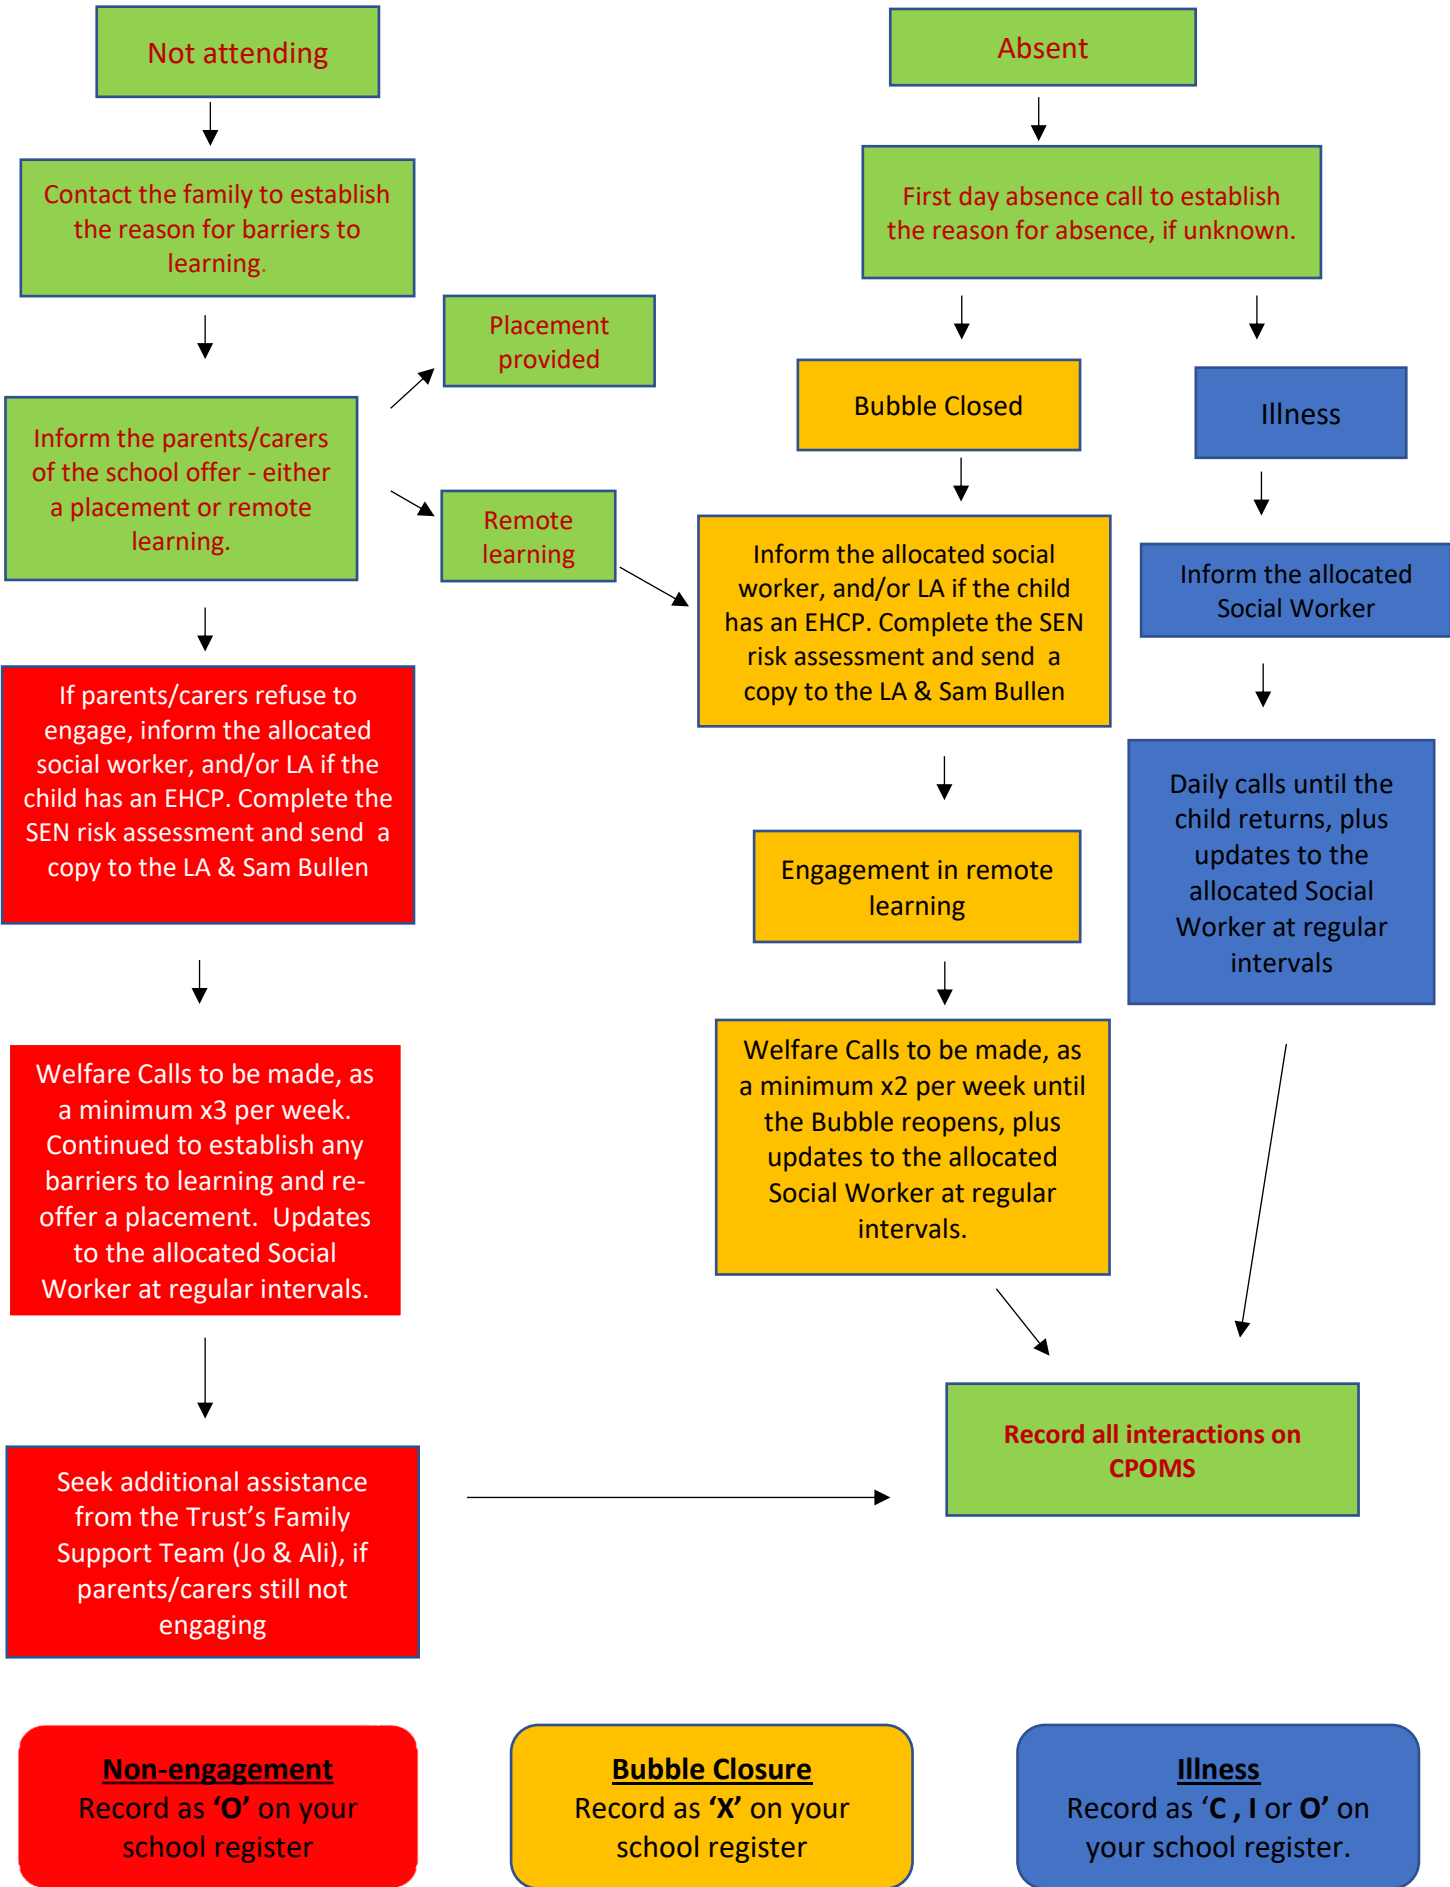 Not attending
Contact the family to establish
the reason for barriers to
learning.
Inform the parents/carers
of the school offer - either
a placement or remote
learning.
Placement
provided
Remote
learning
If parents/carers refuse to
engage, inform the allocated
social worker, and/or LA if the
child has an EHCP. Complete the
SEN risk assessment and send  a
copy to the LA & Sam Bullen
Welfare Calls to be made, as
a minimum x3 per week.
Continued to establish any
barriers to learning and re-
offer a placement.  Updates
to the allocated Social
Worker at regular intervals.
Seek additional assistance
from the Trust’s Family
Support Team (Jo & Ali), if
parents/carers still not
engaging
Absent
First day absence call to establish
the reason for absence, if unknown.
Bubble Closed
Inform the allocated social
worker, and/or LA if the child
has an EHCP. Complete the SEN
risk assessment and send  a
copy to the LA & Sam Bullen
Engagement in remote
learning
Welfare Calls to be made, as
a minimum x2 per week until
the Bubble reopens, plus
updates to the allocated
Social Worker at regular
intervals.
Illness
Inform the allocated
Social Worker
Daily calls until the
child returns, plus
updates to the
allocated Social
Worker at regular
intervals
Record all interactions on
CPOMS
Non-engagement
Record as ‘O’ on your
school register
Bubble Closure
Record as ‘X’ on your
school register
Illness
Record as ‘C , I or O’ on
your school register.